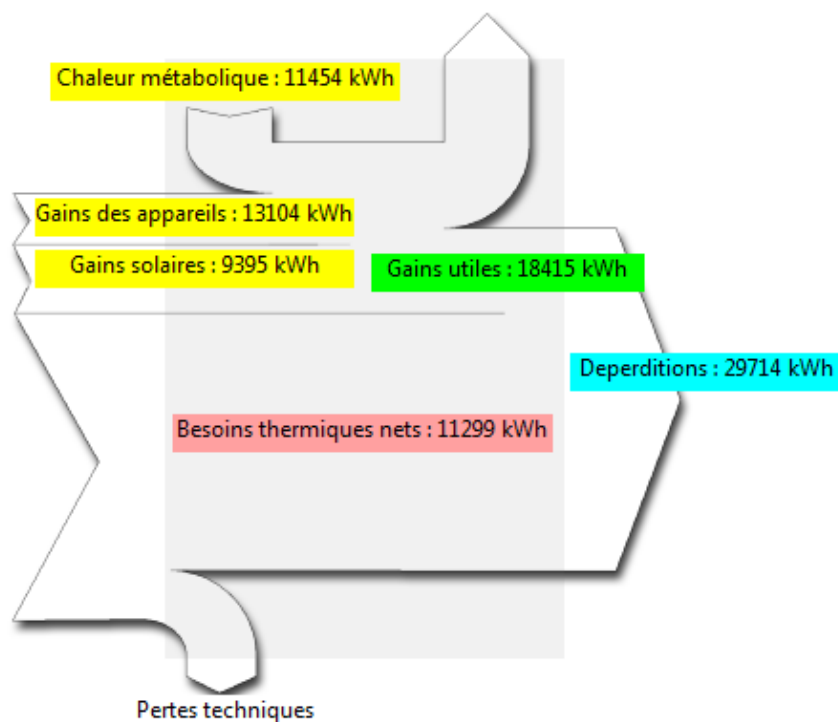 Chaleur métabolique : 11454 kWh
Gains des appareils : 13104 kWh
Gains solaires : 9395 kWh
Gains utiles : 18415 kWh
Deperditions : 29714 kWh
Besoins thermiques nets : 11299 kWh
Pertes techniques